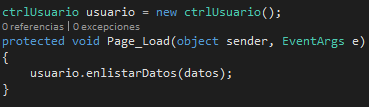 ctrlUsuario usuario = new ctrlUsuario();
0 referencias | 0 excepciones
protected void Page_Load(object sender, EventArgs e)
{
    usuario.enlistarDatos(datos);
}